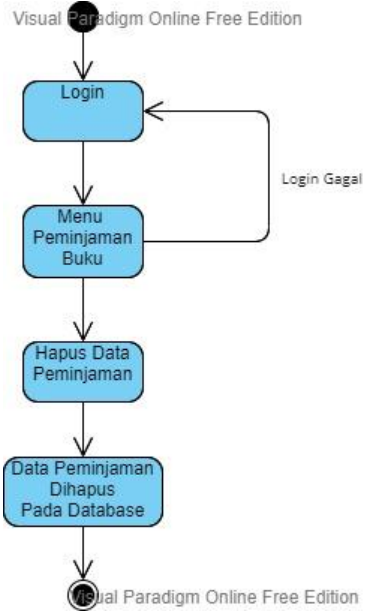 Visual Paradigm Online Free Edition
Login
Login Gagal
Menu
Peminjaman
Buku
Hapus Data
Peminjaman
Data Peminjaman
Dihapus
Pada Database
Visual Paradigm Online Free Edition